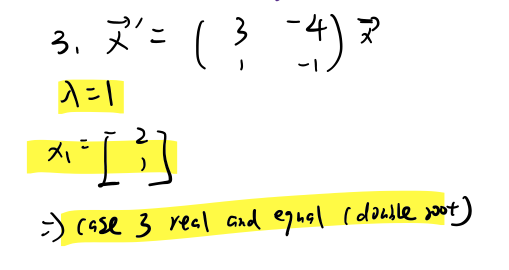 3. x⃗' = ( 3 -4 ) x⃗
1 -1
λ=1
x₁ = [ 2
1 ]
=> case 3 real and equal (double root)